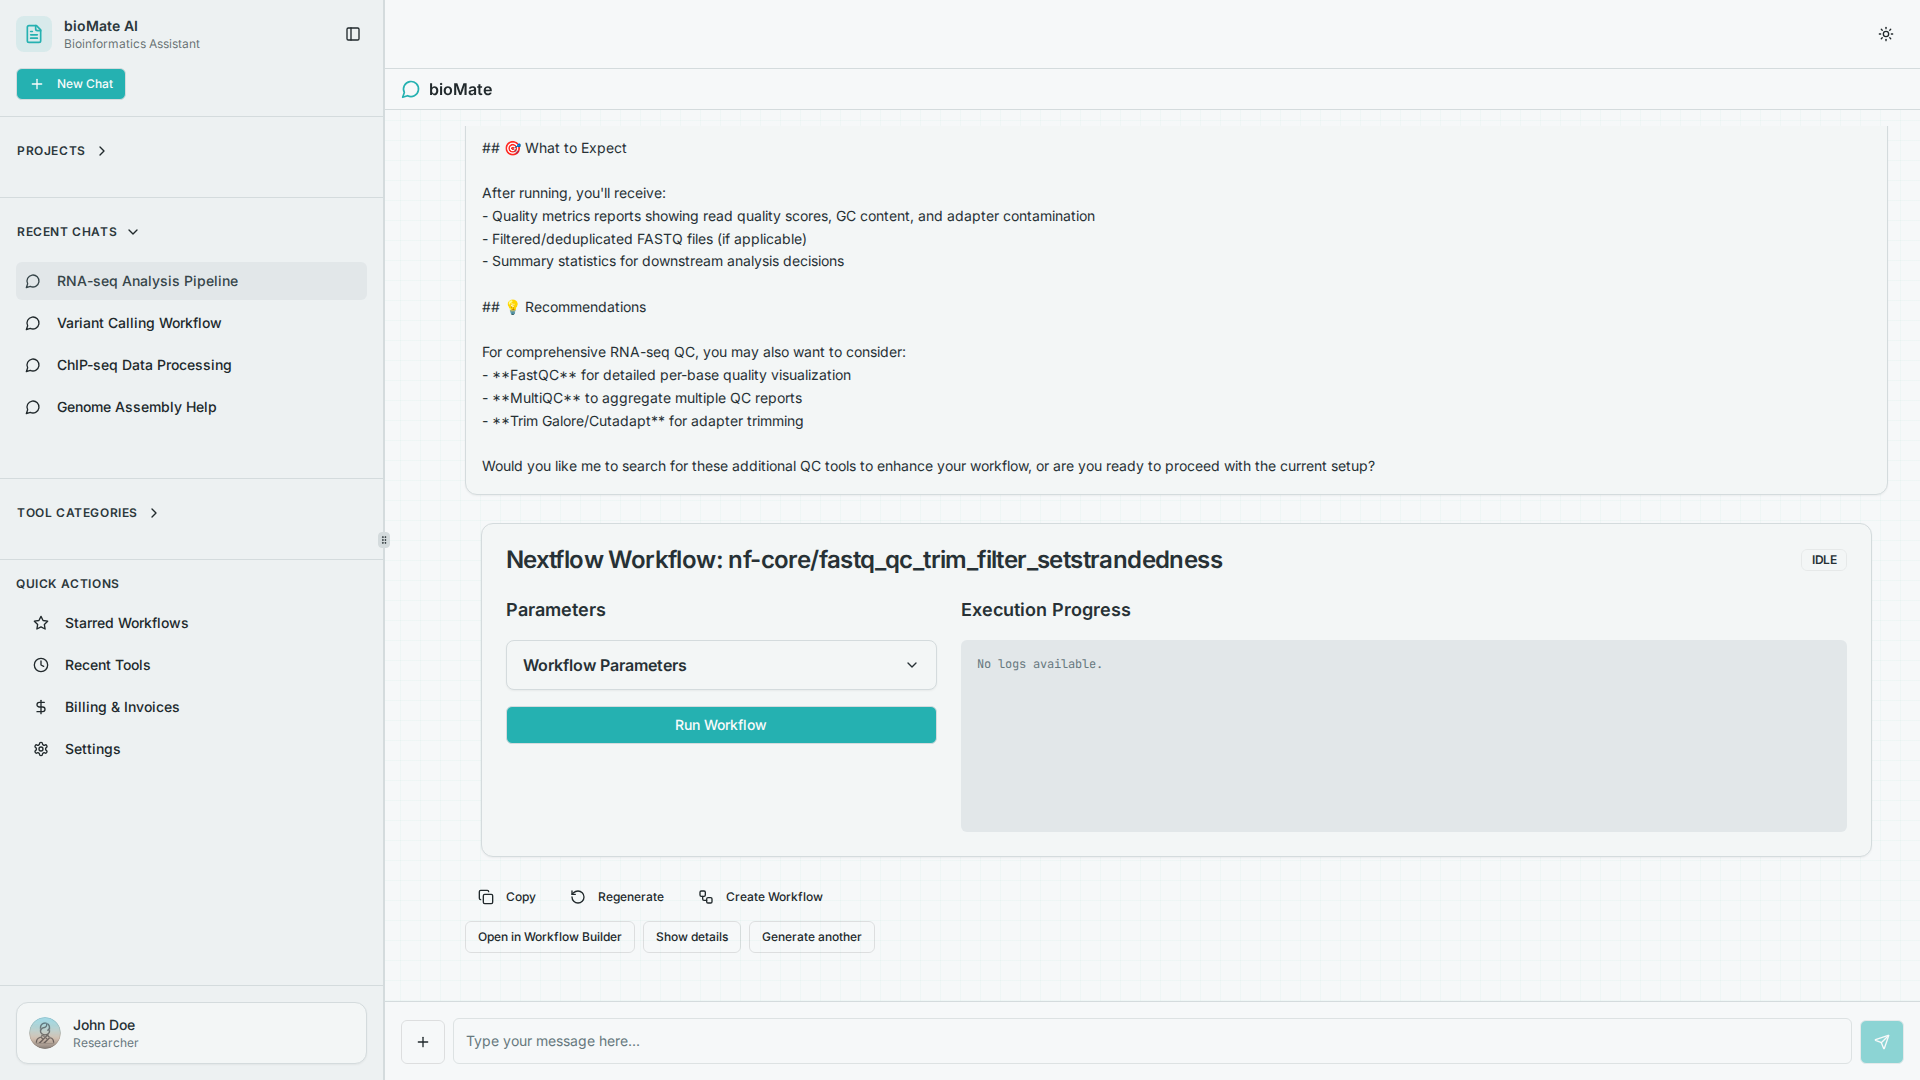 bioMate AI
Bioinformatics Assistant
New Chat
PROJECTS
RECENT CHATS
RNA-seq Analysis Pipeline
Variant Calling Workflow
ChIP-seq Data Processing
Genome Assembly Help
TOOL CATEGORIES
QUICK ACTIONS
Starred Workflows
Recent Tools
Billing & Invoices
Settings
John Doe
Researcher
bioMate
## 🎯 What to Expect
After running, you'll receive:
- Quality metrics reports showing read quality scores, GC content, and adapter contamination
- Filtered/deduplicated FASTQ files (if applicable)
- Summary statistics for downstream analysis decisions
## 💡 Recommendations
For comprehensive RNA-seq QC, you may also want to consider:
- **FastQC** for detailed per-base quality visualization
- **MultiQC** to aggregate multiple QC reports
- **Trim Galore/Cutadapt** for adapter trimming
Would you like me to search for these additional QC tools to enhance your workflow, or are you ready to proceed with the current setup?
Nextflow Workflow: nf-core/fastq_qc_trim_filter_setstrandedness
IDLE
Parameters
Workflow Parameters
Run Workflow
Execution Progress
No logs available.
Copy
Regenerate
Create Workflow
Open in Workflow Builder
Show details
Generate another
Type your message here...